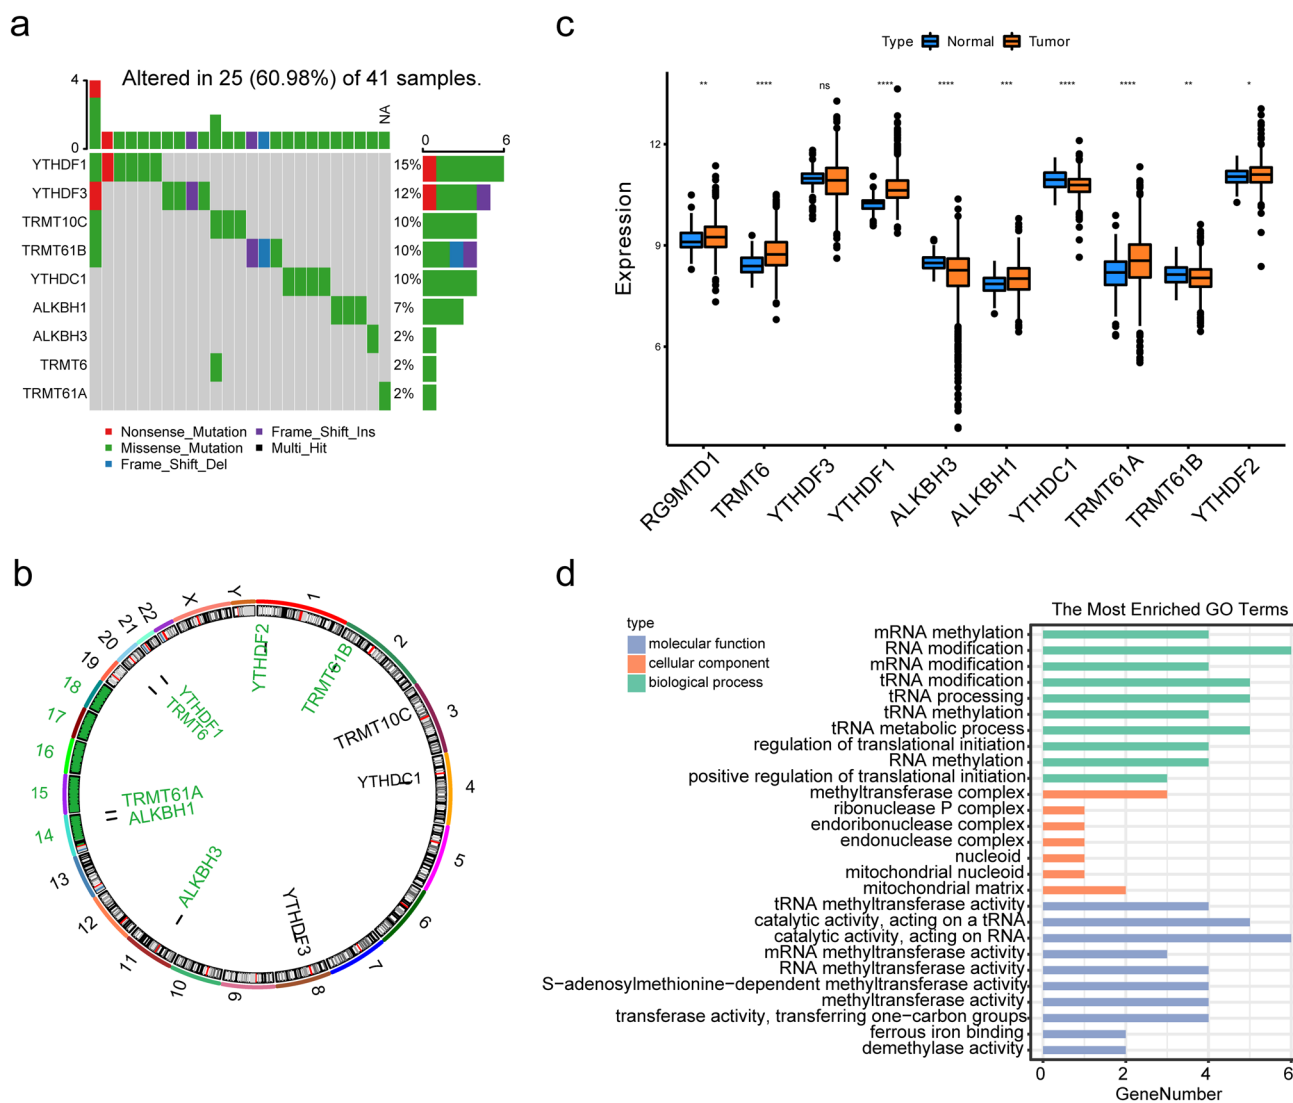 a
Altered in 25 (60.98%) of 41 samples.
4
0
NA
0 6
YTHDF1 15%
YTHDF3 12%
TRMT10C 10%
TRMT61B 10%
YTHDC1 10%
ALKBH1 7%
ALKBH3 2%
TRMT6 2%
TRMT61A 2%
Nonsense_Mutation Frame_Shift_Ins
Missense_Mutation Multi_Hit
Frame_Shift_Del
b
1
2
3
4
5
6
7
8
9
10
11
12
13
14
15
16
17
18
19
20
21
22
X
Y
YTHDF2
TRMT61B
TRMT10C
YTHDC1
YTHDF3
ALKBH3
ALKBH1
TRMT61A
TRMT6
YTHDF1
c
Type Normal Tumor
** **** ns **** **** *** **** **** ** *
Expression
12
9
6
RG9MTD1
TRMT6
YTHDF3
YTHDF1
ALKBH3
ALKBH1
YTHDC1
TRMT61A
TRMT61B
YTHDF2
d
The Most Enriched GO Terms
type
molecular function
cellular component
biological process
mRNA methylation
RNA modification
mRNA modification
tRNA modification
tRNA processing
tRNA methylation
tRNA metabolic process
regulation of translational initiation
RNA methylation
positive regulation of translational initiation
methyltransferase complex
ribonuclease P complex
endoribonuclease complex
endonuclease complex
nucleoid
mitochondrial nucleoid
mitochondrial matrix
tRNA methyltransferase activity
catalytic activity, acting on a tRNA
catalytic activity, acting on RNA
mRNA methyltransferase activity
RNA methyltransferase activity
S−adenosylmethionine−dependent methyltransferase activity
methyltransferase activity
transferase activity, transferring one−carbon groups
ferrous iron binding
demethylase activity
0 2 4 6
GeneNumber